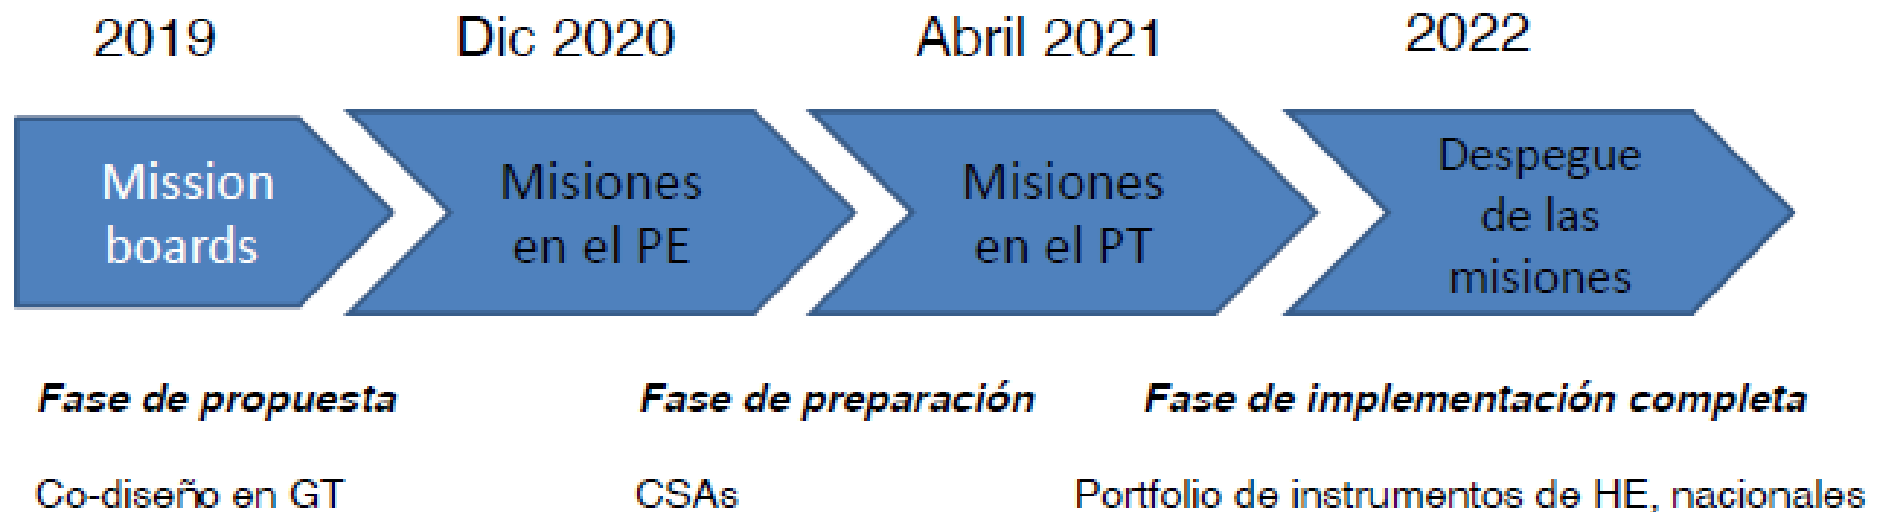 2019
Dic 2020
Abril 2021
2022
Mission
boards
Misiones
en el PE
Misiones
en el PT
Despegue
de las
misiones
Fase de propuesta
Fase de preparación
Fase de implementación completa
Co-diseño en GT
CSAs
Portfolio de instrumentos de HE, nacionales